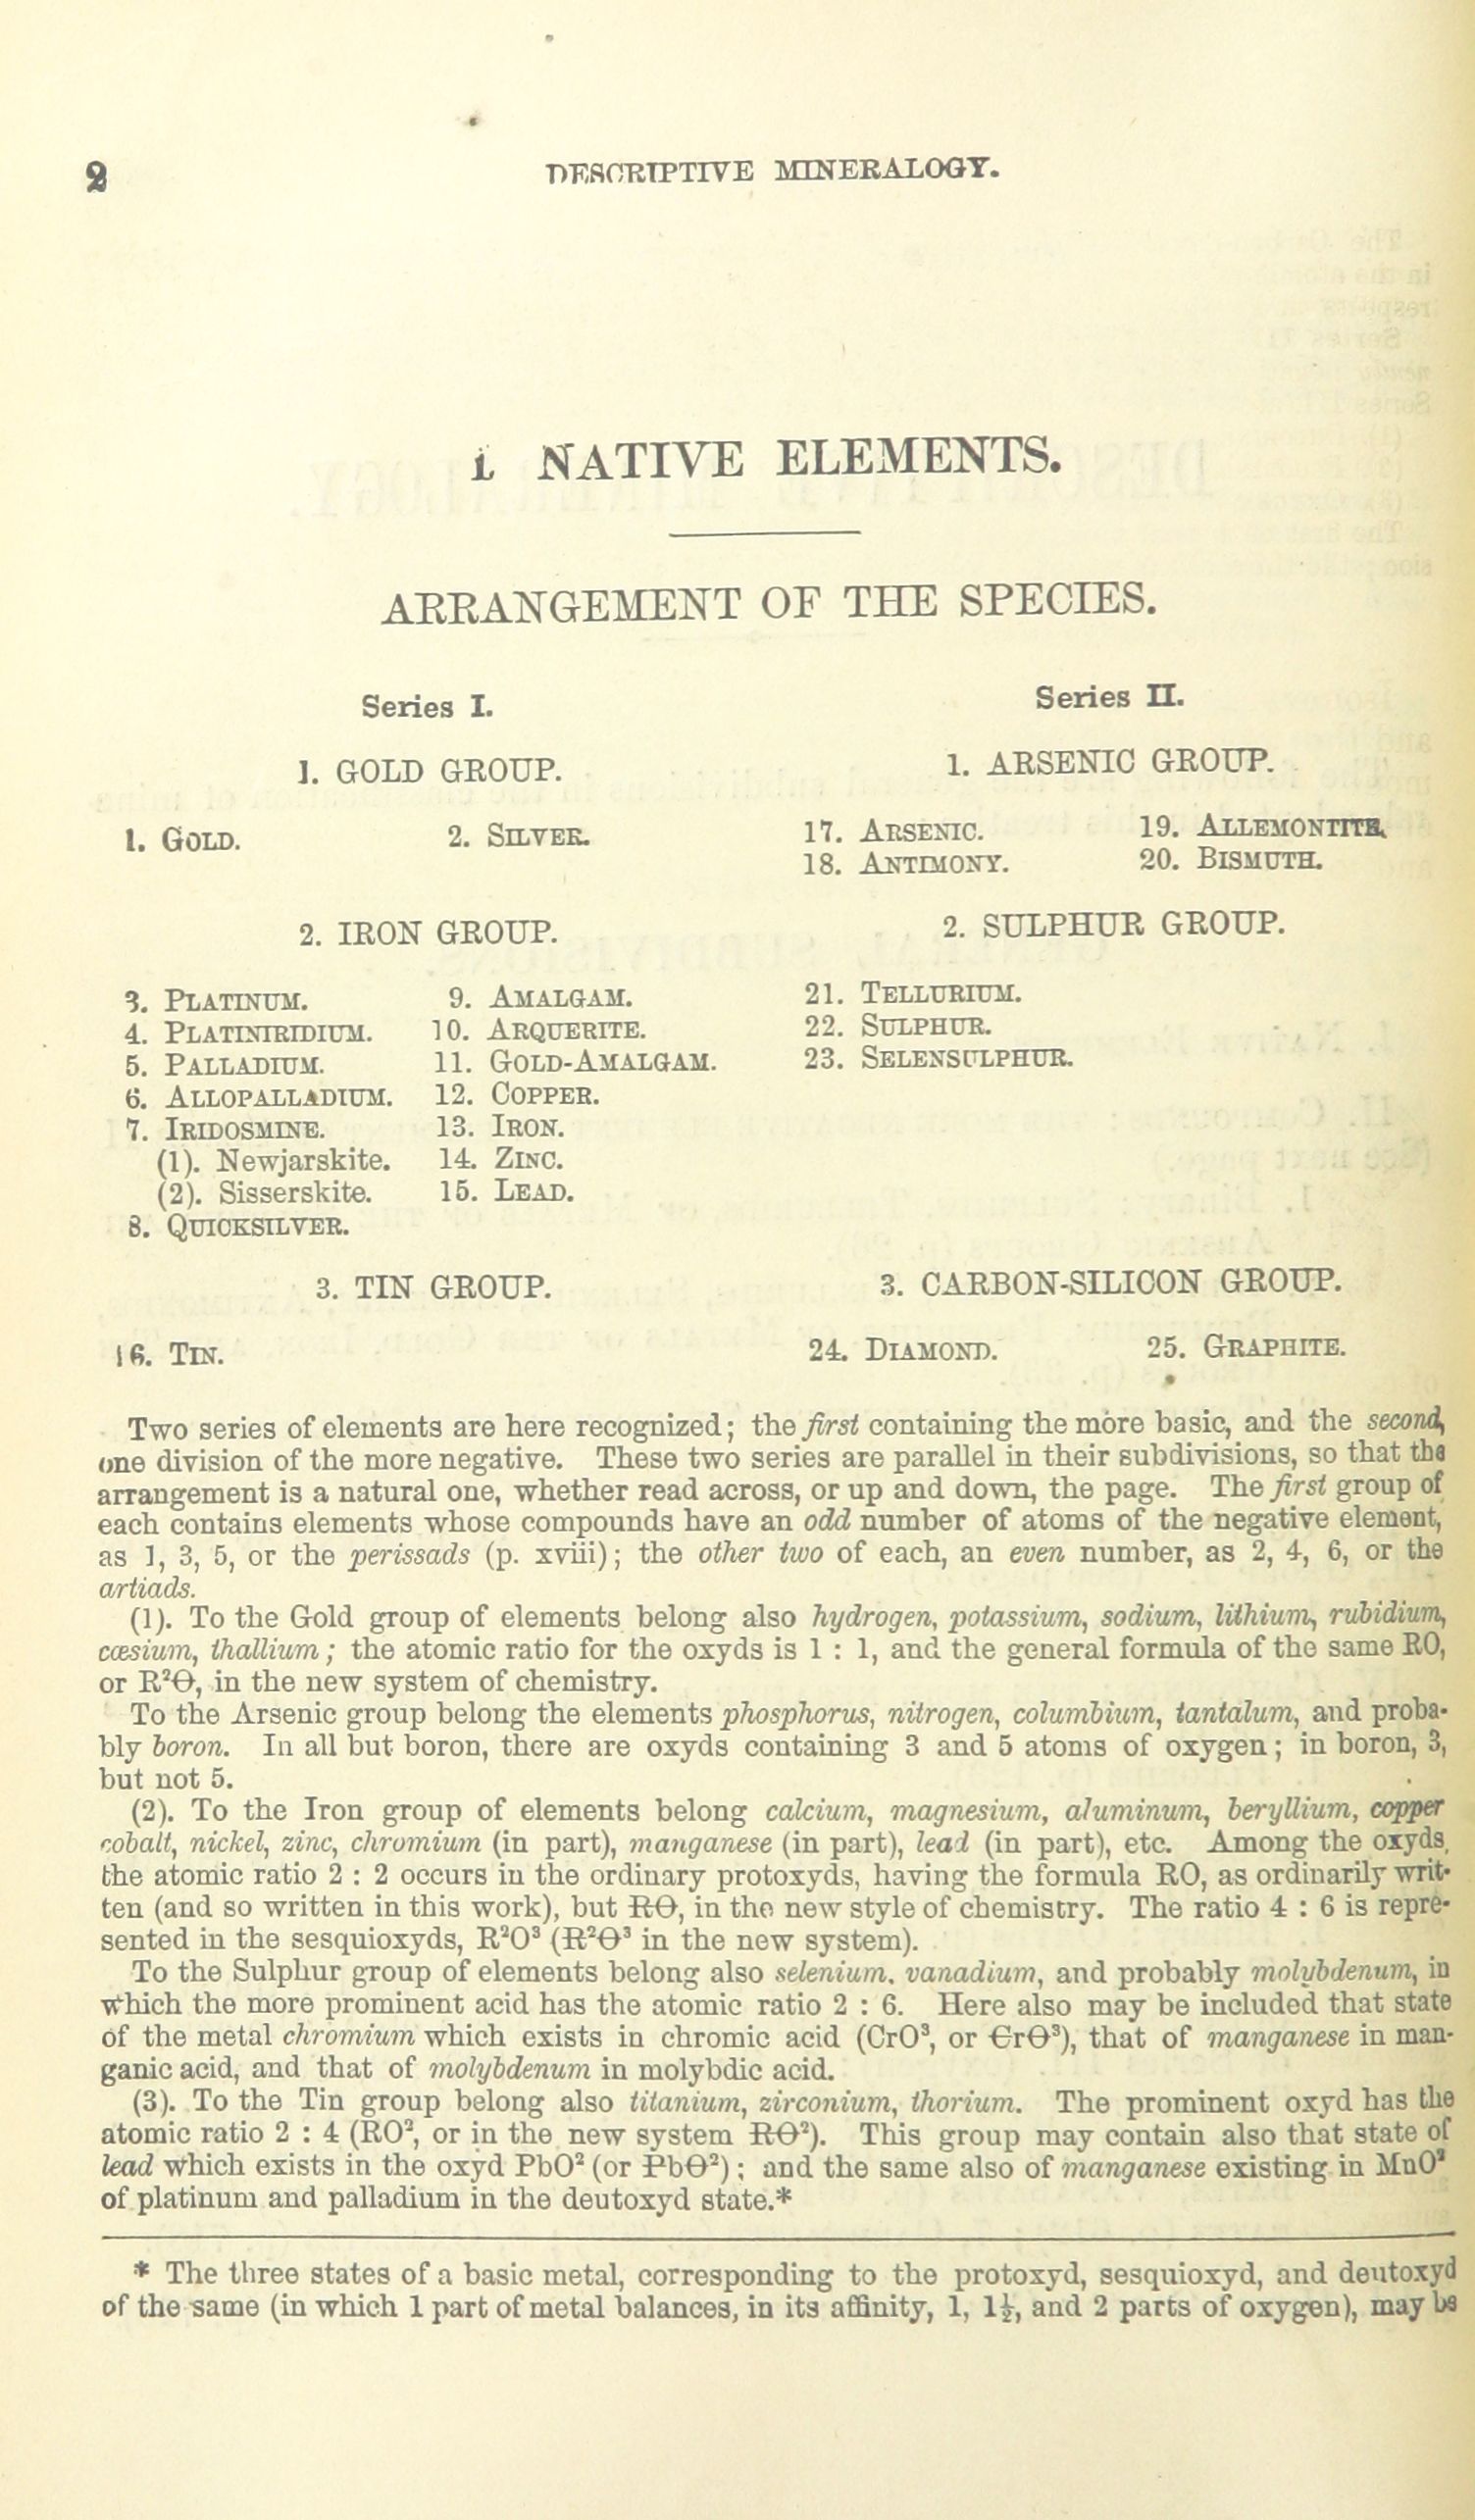 2
DESCRIPTIVE MINERALOGY.
I. NATIVE ELEMENTS.
ARRANGEMENT OF THE SPECIES.
Series I.
1. GOLD GROUP.
1. GOLD. 2. SILVER.
2. IRON GROUP.
3. PLATINUM. 9. AMALGAM.
4. PLATINIRIDIUM. 10. ARQUERITE.
5. PALLADIUM. 11. GOLD-AMALGAM.
6. ALLOPALLADIUM. 12. COPPER.
7. IRIDOSMINE. 13. IRON.
(1). Newjarskite. 14. ZINC.
(2). Sisserskite. 15. LEAD.
8. QUICKSILVER.
3. TIN GROUP.
16. TIN.
Series II.
1. ARSENIC GROUP.
17. ARSENIC. 19. ALLEMONTITE.
18. ANTIMONY. 20. BISMUTH.
2. SULPHUR GROUP.
21. TELLURIUM.
22. SULPHUR.
23. SELENSULPHUR.
3. CARBON-SILICON GROUP.
24. DIAMOND. 25. GRAPHITE.
Two series of elements are here recognized; the first containing the more basic, and the second,
one division of the more negative. These two series are parallel in their subdivisions, so that the
arrangement is a natural one, whether read across, or up and down, the page. The first group of
each contains elements whose compounds have an odd number of atoms of the negative element,
as 1, 3, 5, or the perissads (p. xviii); the other two of each, an even number, as 2, 4, 6, or the
artiads.
(1). To the Gold group of elements belong also hydrogen, potassium, sodium, lithium, rubidium,
cæsium, thallium; the atomic ratio for the oxyds is 1 : 1, and the general formula of the same RO,
or R²Θ, in the new system of chemistry.
To the Arsenic group belong the elements phosphorus, nitrogen, columbium, tantalum, and proba-
bly boron. In all but boron, there are oxyds containing 3 and 5 atoms of oxygen; in boron, 3,
but not 5.
(2). To the Iron group of elements belong calcium, magnesium, aluminum, beryllium, copper
cobalt, nickel, zinc, chromium (in part), manganese (in part), lead (in part), etc. Among the oxyds,
the atomic ratio 2 : 2 occurs in the ordinary protoxyds, having the formula RO, as ordinarily writ-
ten (and so written in this work), but R̶Θ, in the new style of chemistry. The ratio 4 : 6 is repre-
sented in the sesquioxyds, R²O³ (R̶²Θ³ in the new system).
To the Sulphur group of elements belong also selenium, vanadium, and probably molybdenum, in
which the more prominent acid has the atomic ratio 2 : 6. Here also may be included that state
of the metal chromium which exists in chromic acid (CrO³, or C̶rΘ³), that of manganese in man-
ganic acid, and that of molybdenum in molybdic acid.
(3). To the Tin group belong also titanium, zirconium, thorium. The prominent oxyd has the
atomic ratio 2 : 4 (RO², or in the new system R̶Θ²). This group may contain also that state of
lead which exists in the oxyd PbO² (or P̶bΘ²); and the same also of manganese existing in MnO²
of platinum and palladium in the deutoxyd state.*
* The three states of a basic metal, corresponding to the protoxyd, sesquioxyd, and deutoxyd
of the same (in which 1 part of metal balances, in its affinity, 1, 1½, and 2 parts of oxygen), may be